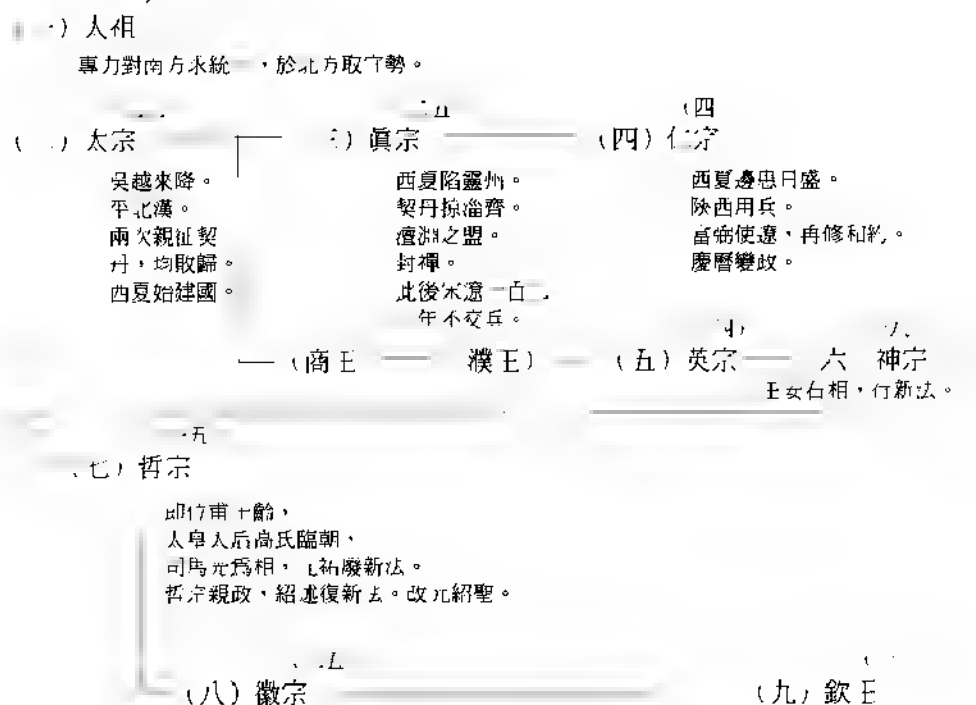 ）太祖
專力對南方求統一，於北方取守勢。
五 （四
太宗 三）眞宗 （四）仁宗
吳越來降。 西夏陷靈州。 西夏邊患日盛。
平北漢。 契丹掠淄齊。 陝西用兵。
兩次親征契 澶淵之盟。 富弼使遼，再修和約。
丹，均敗歸。 封禪。 慶曆變政。
西夏始建國。 此後宋遼一百
年不交兵。
（商王 濮王） （五）英宗 六 神宗
王安石相，行新法。
五
七）哲宗
卽位甫十齡，
太皇太后高氏臨朝，
司馬光爲相，元祐廢新法。
哲宗親政，紹述復新法。改元紹聖。
（八）徽宗 （九）欽